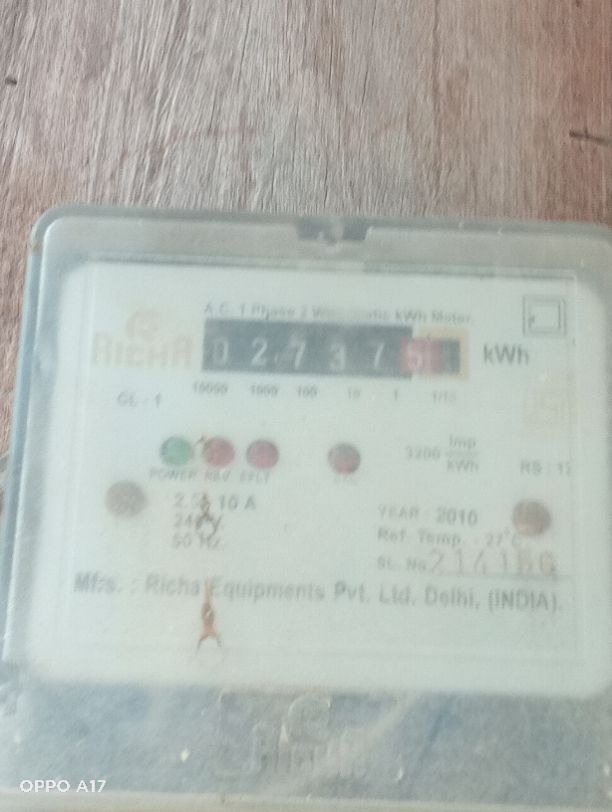 A.C. 1 Phase 2 Wire Static kWh Meter.
RICHA 0 2 7 3 7 5 kWh
10000 1000 100 10 1 1/10
CL - 1
3200 Imp
kWh
POWER REV. E/FLT
10 A
50 Hz
YEAR : 2010
Ref. Temp. : 27°C
SL. No.
Mfrs. : Richa Equipments Pvt. Ltd. Delhi, (INDIA).
OPPO A17